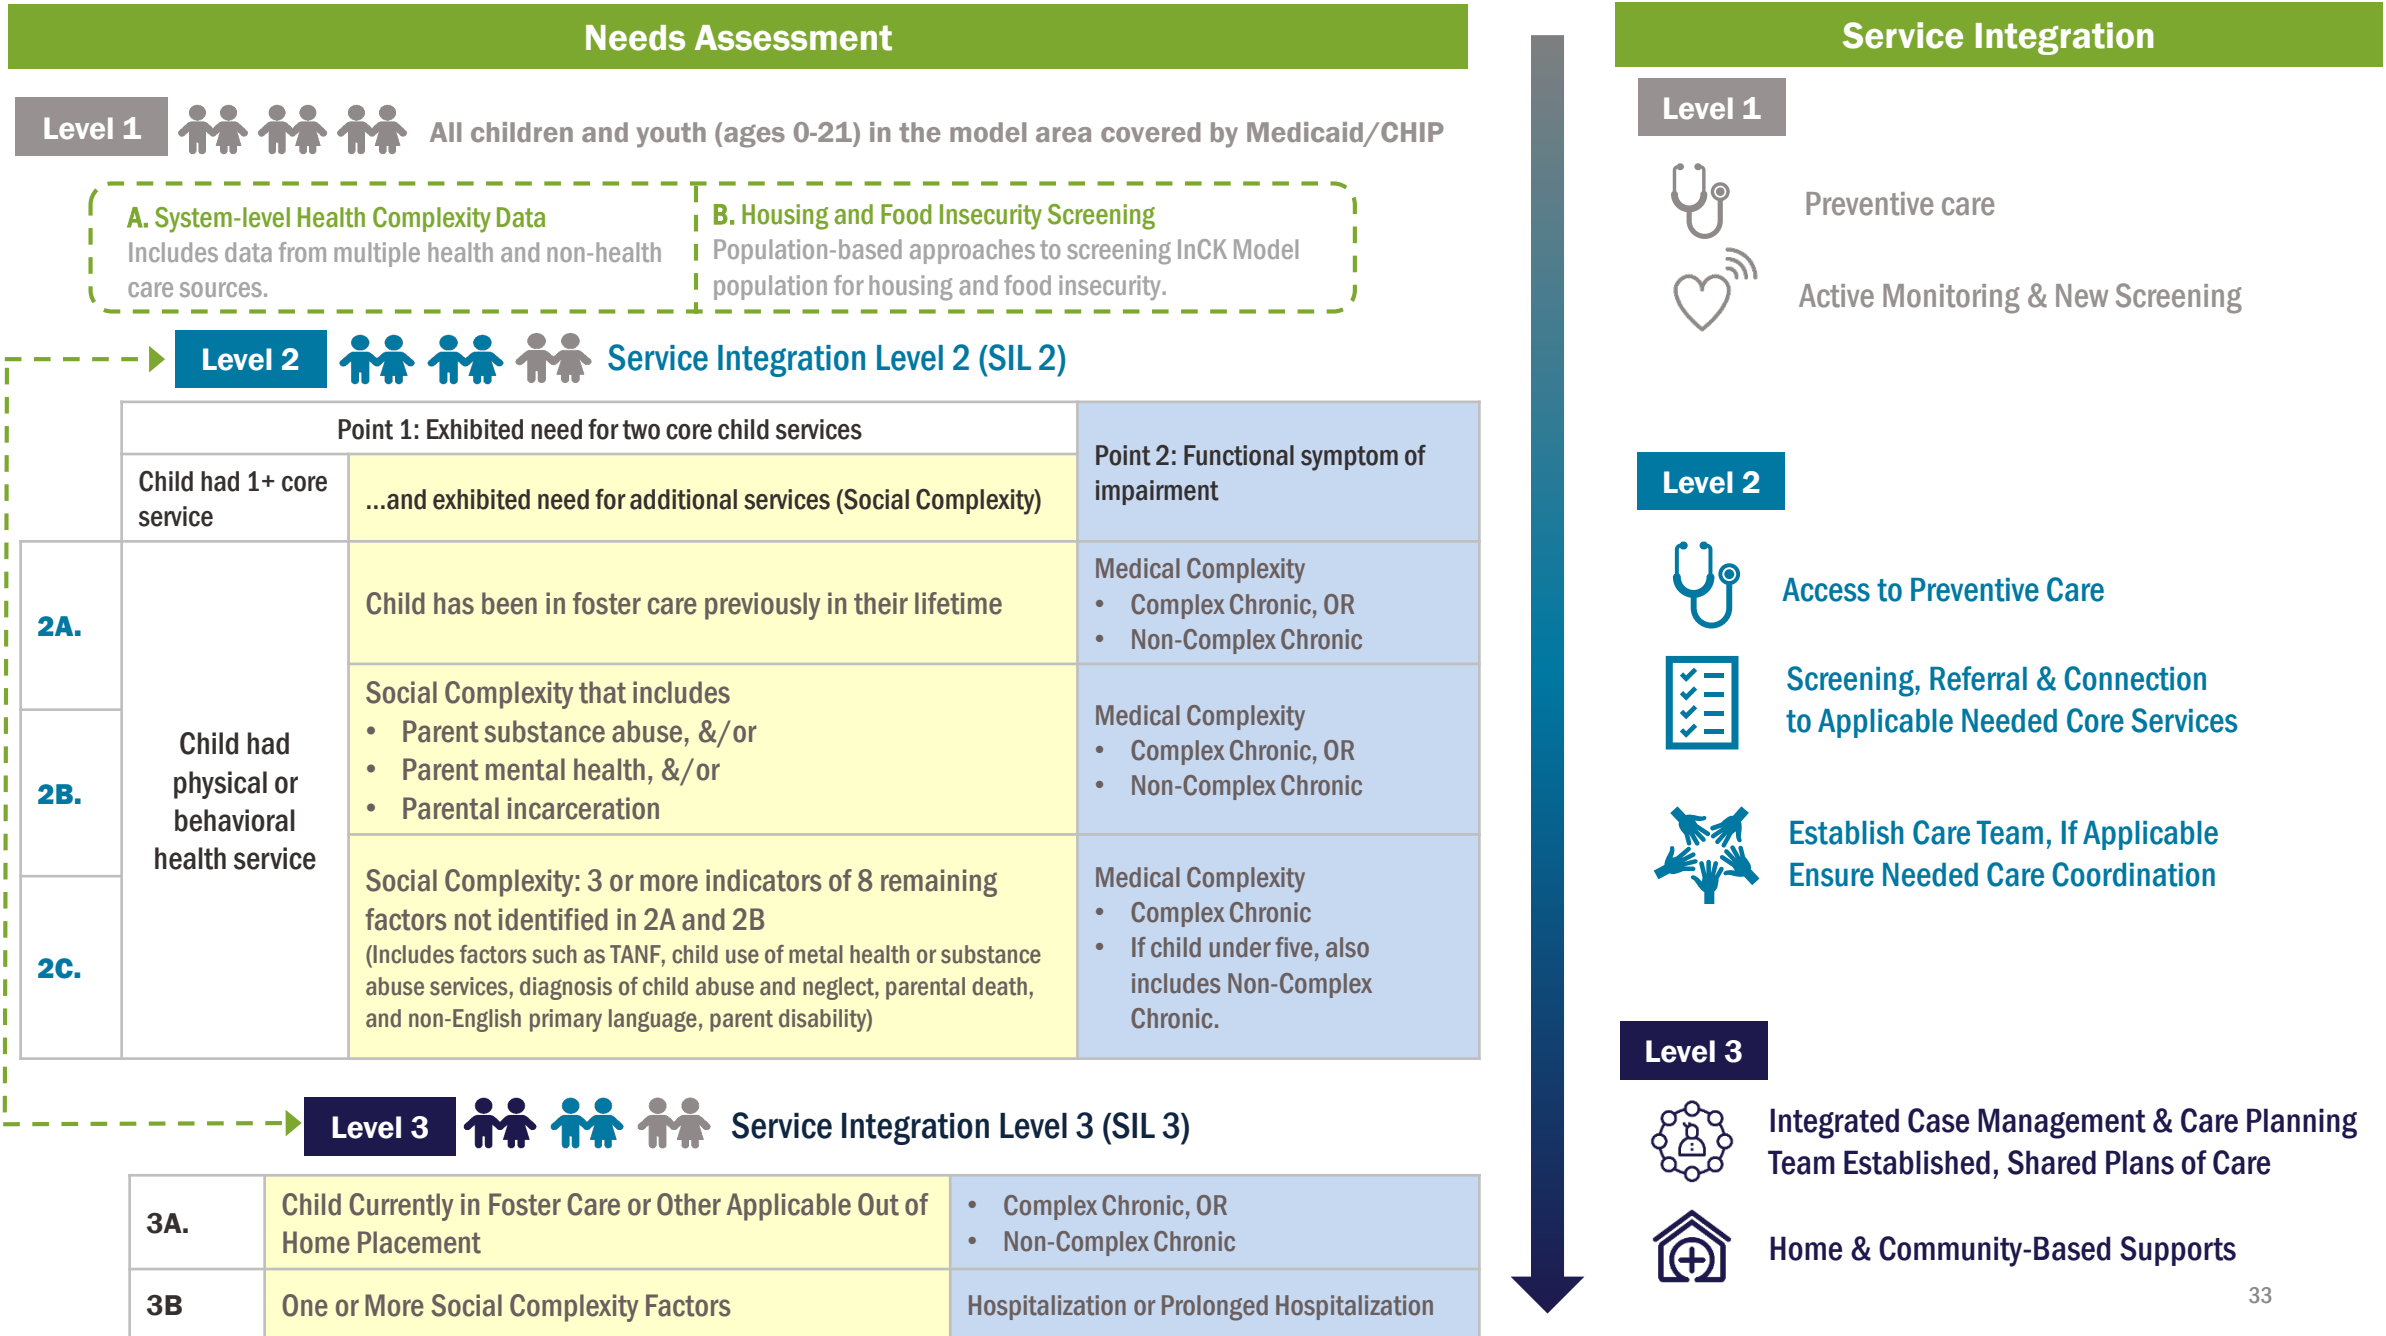 Needs Assessment
Level 1
All children and youth (ages 0-21) in the model area covered by Medicaid/CHIP
A. System-level Health Complexity Data
Includes data from multiple health and non-health
care sources.
B. Housing and Food Insecurity Screening
Population-based approaches to screening InCK Model
population for housing and food insecurity.
Level 2
Service Integration Level 2 (SIL 2)
Point 1: Exhibited need for two core child services
Point 2: Functional symptom of
impairment
Child had 1+ core
service
...and exhibited need for additional services (Social Complexity)
2A.
Child had
physical or
behavioral
health service
Child has been in foster care previously in their lifetime
Medical Complexity
• Complex Chronic, OR
• Non-Complex Chronic
2B.
Social Complexity that includes
• Parent substance abuse, &/or
• Parent mental health, &/or
• Parental incarceration
Medical Complexity
• Complex Chronic, OR
• Non-Complex Chronic
2C.
Social Complexity: 3 or more indicators of 8 remaining
factors not identified in 2A and 2B
(Includes factors such as TANF, child use of metal health or substance
abuse services, diagnosis of child abuse and neglect, parental death,
and non-English primary language, parent disability)
Medical Complexity
• Complex Chronic
• If child under five, also
includes Non-Complex
Chronic.
Level 3
Service Integration Level 3 (SIL 3)
3A.
Child Currently in Foster Care or Other Applicable Out of
Home Placement
• Complex Chronic, OR
• Non-Complex Chronic
3B
One or More Social Complexity Factors
Hospitalization or Prolonged Hospitalization
Service Integration
Level 1
Preventive care
Active Monitoring & New Screening
Level 2
Access to Preventive Care
Screening, Referral & Connection
to Applicable Needed Core Services
Establish Care Team, If Applicable
Ensure Needed Care Coordination
Level 3
Integrated Case Management & Care Planning
Team Established, Shared Plans of Care
Home & Community-Based Supports
33